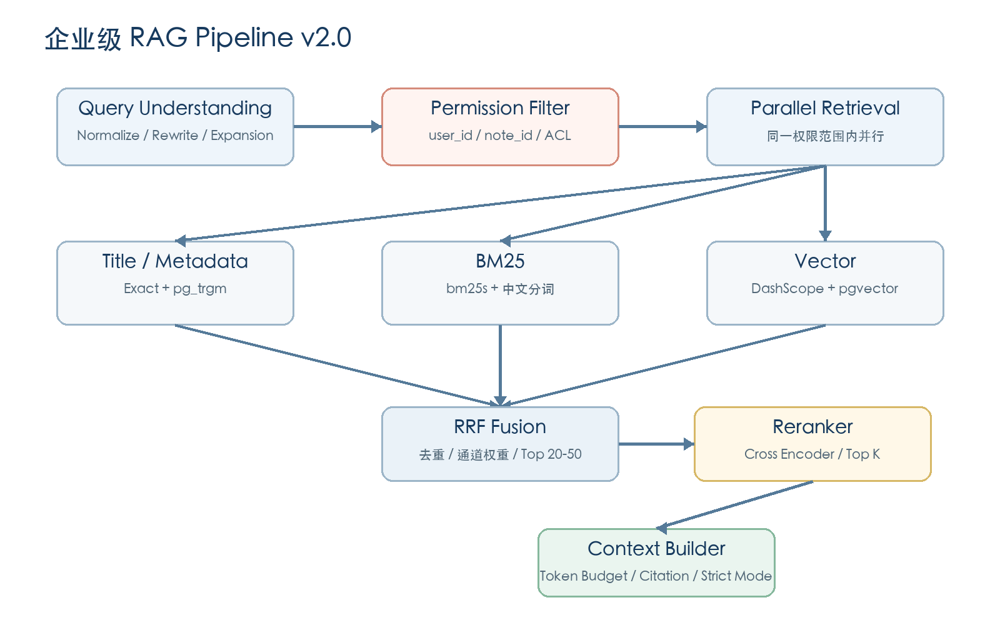 企业级 RAG Pipeline v2.0
Query Understanding
Normalize / Rewrite / Expansion
Permission Filter
user_id / note_id / ACL
Parallel Retrieval
同一权限范围内并行
Title / Metadata
Exact + pg_trgm
BM25
bm25s + 中文分词
Vector
DashScope + pgvector
RRF Fusion
去重 / 通道权重 / Top 20-50
Reranker
Cross Encoder / Top K
Context Builder
Token Budget / Citation / Strict Mode